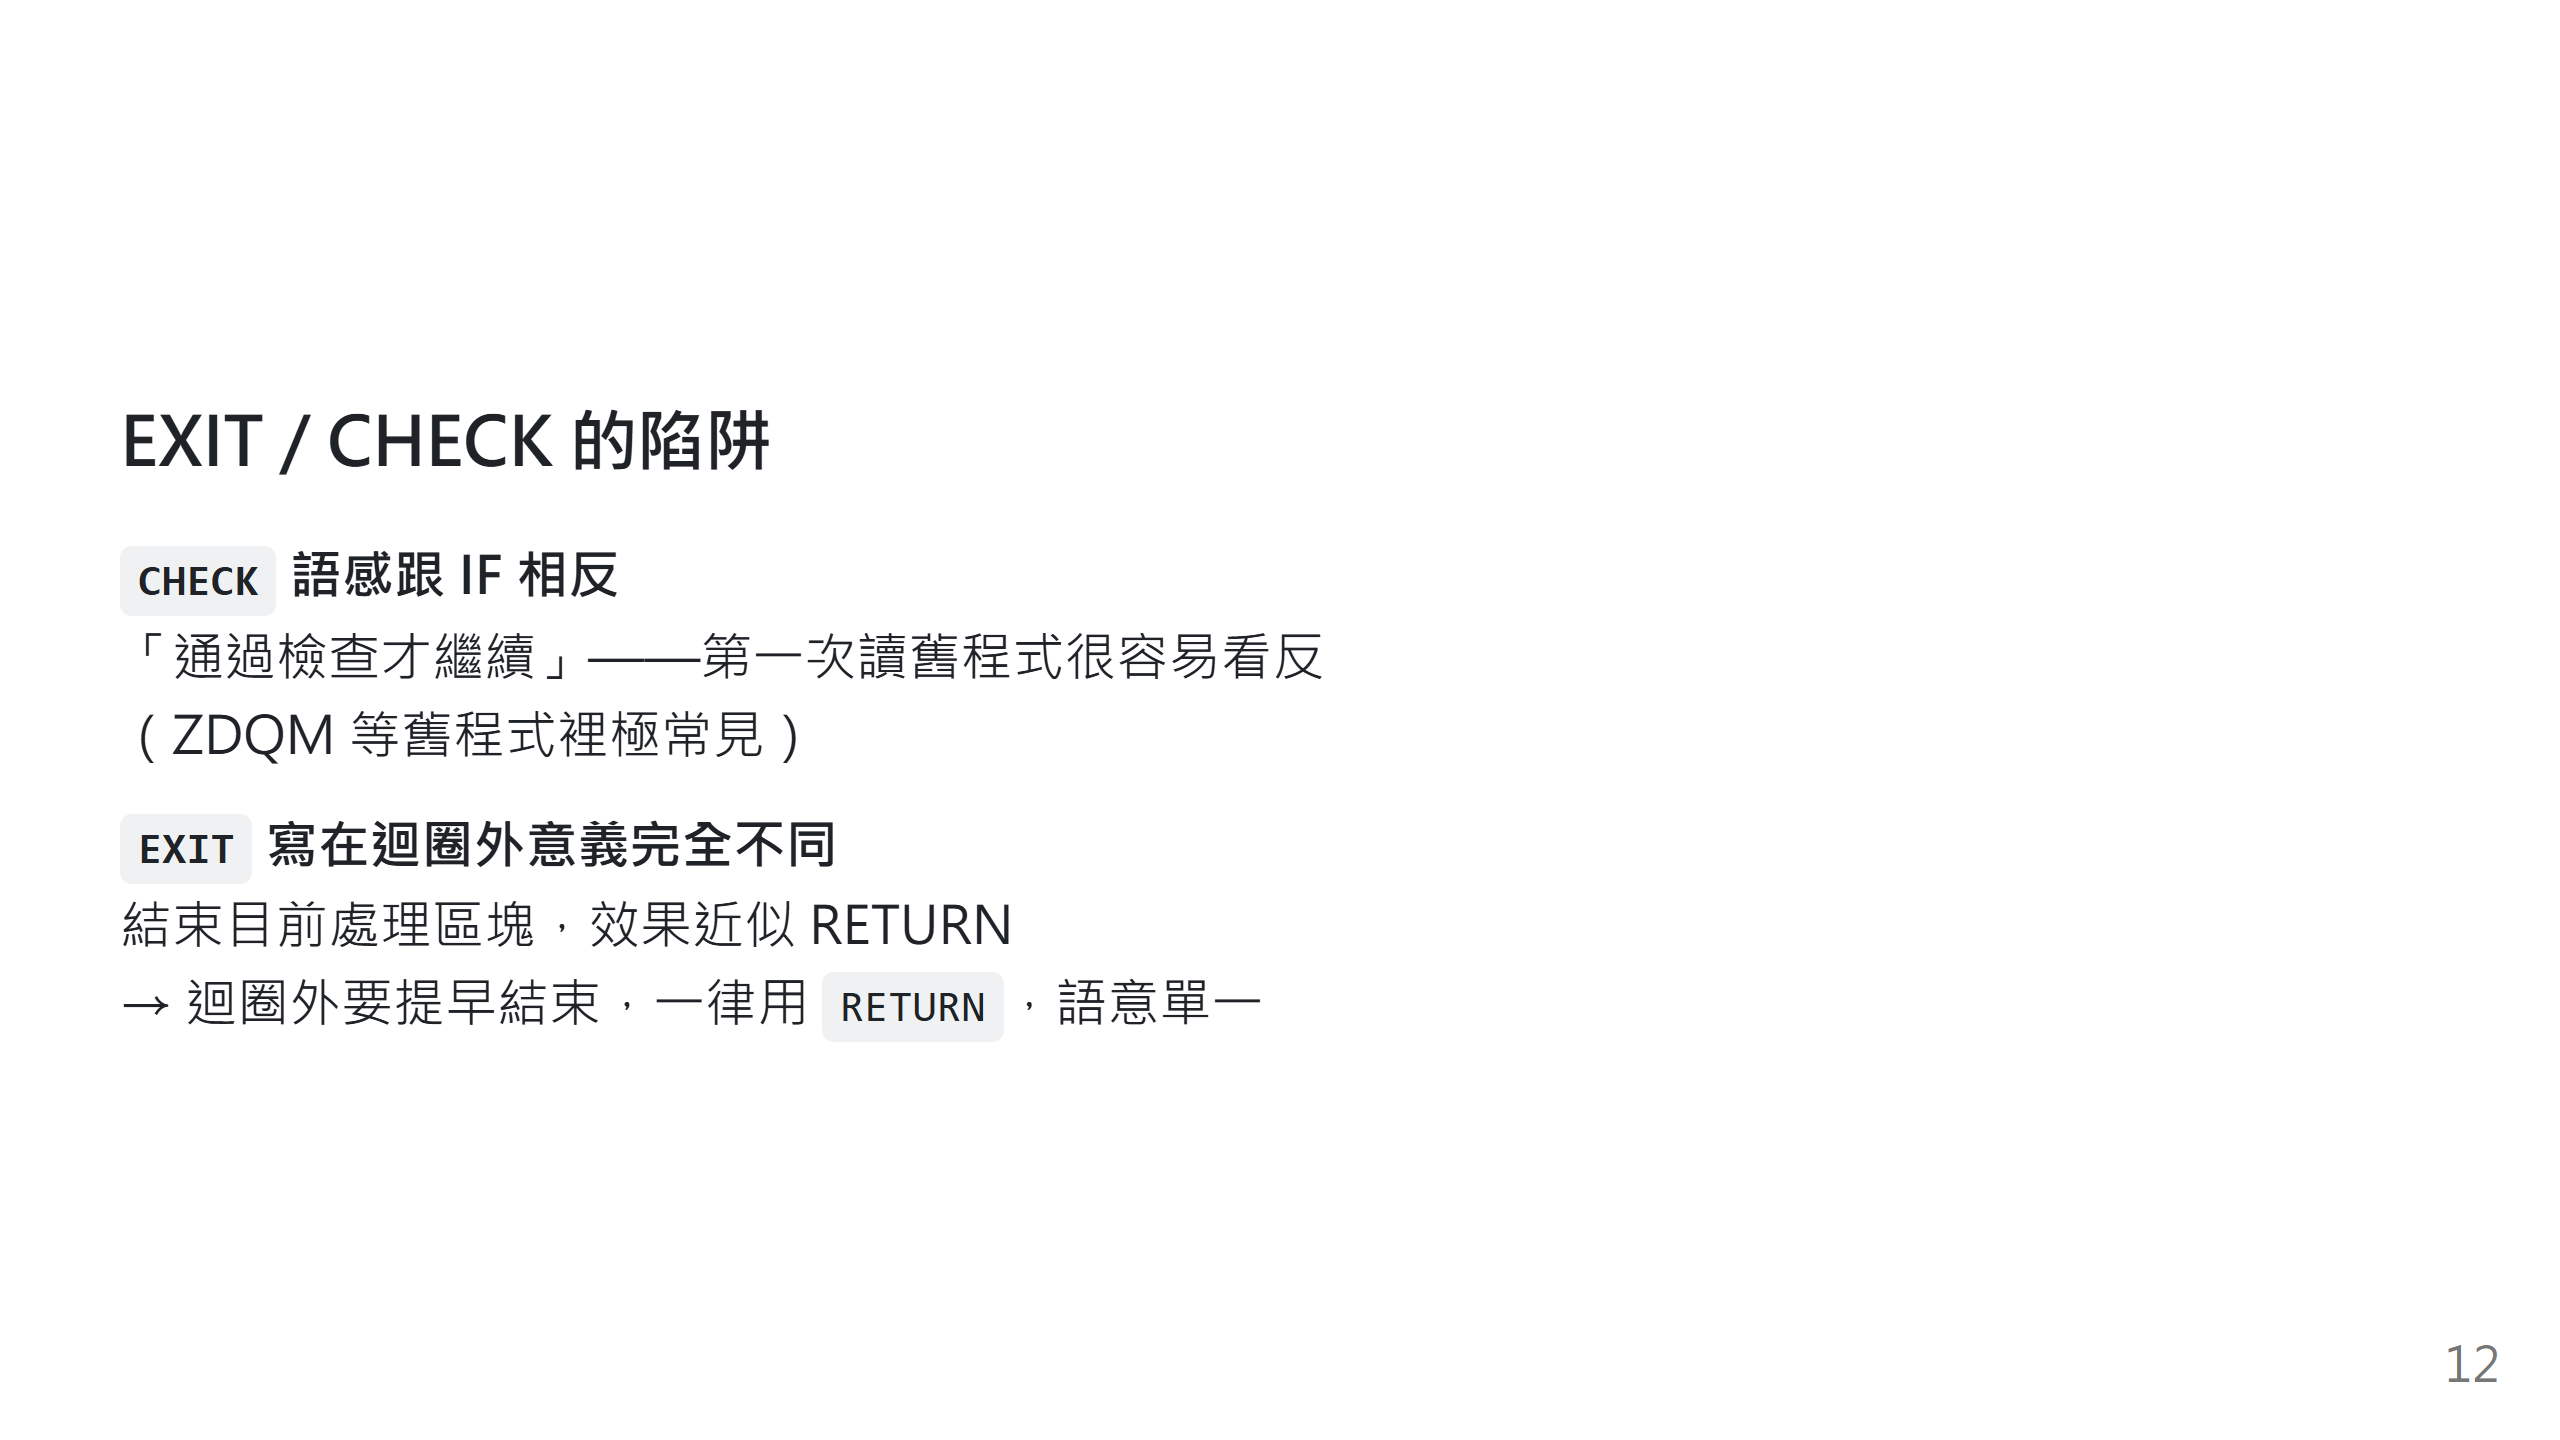 EXIT / CHECK 的陷阱
CHECK 語感跟 IF 相反
「通過檢查才繼續」——第一次讀舊程式很容易看反
（ZDQM 等舊程式裡極常見）
EXIT 寫在迴圈外意義完全不同
結束目前處理區塊，效果近似 RETURN
→ 迴圈外要提早結束，一律用 RETURN，語意單一
12